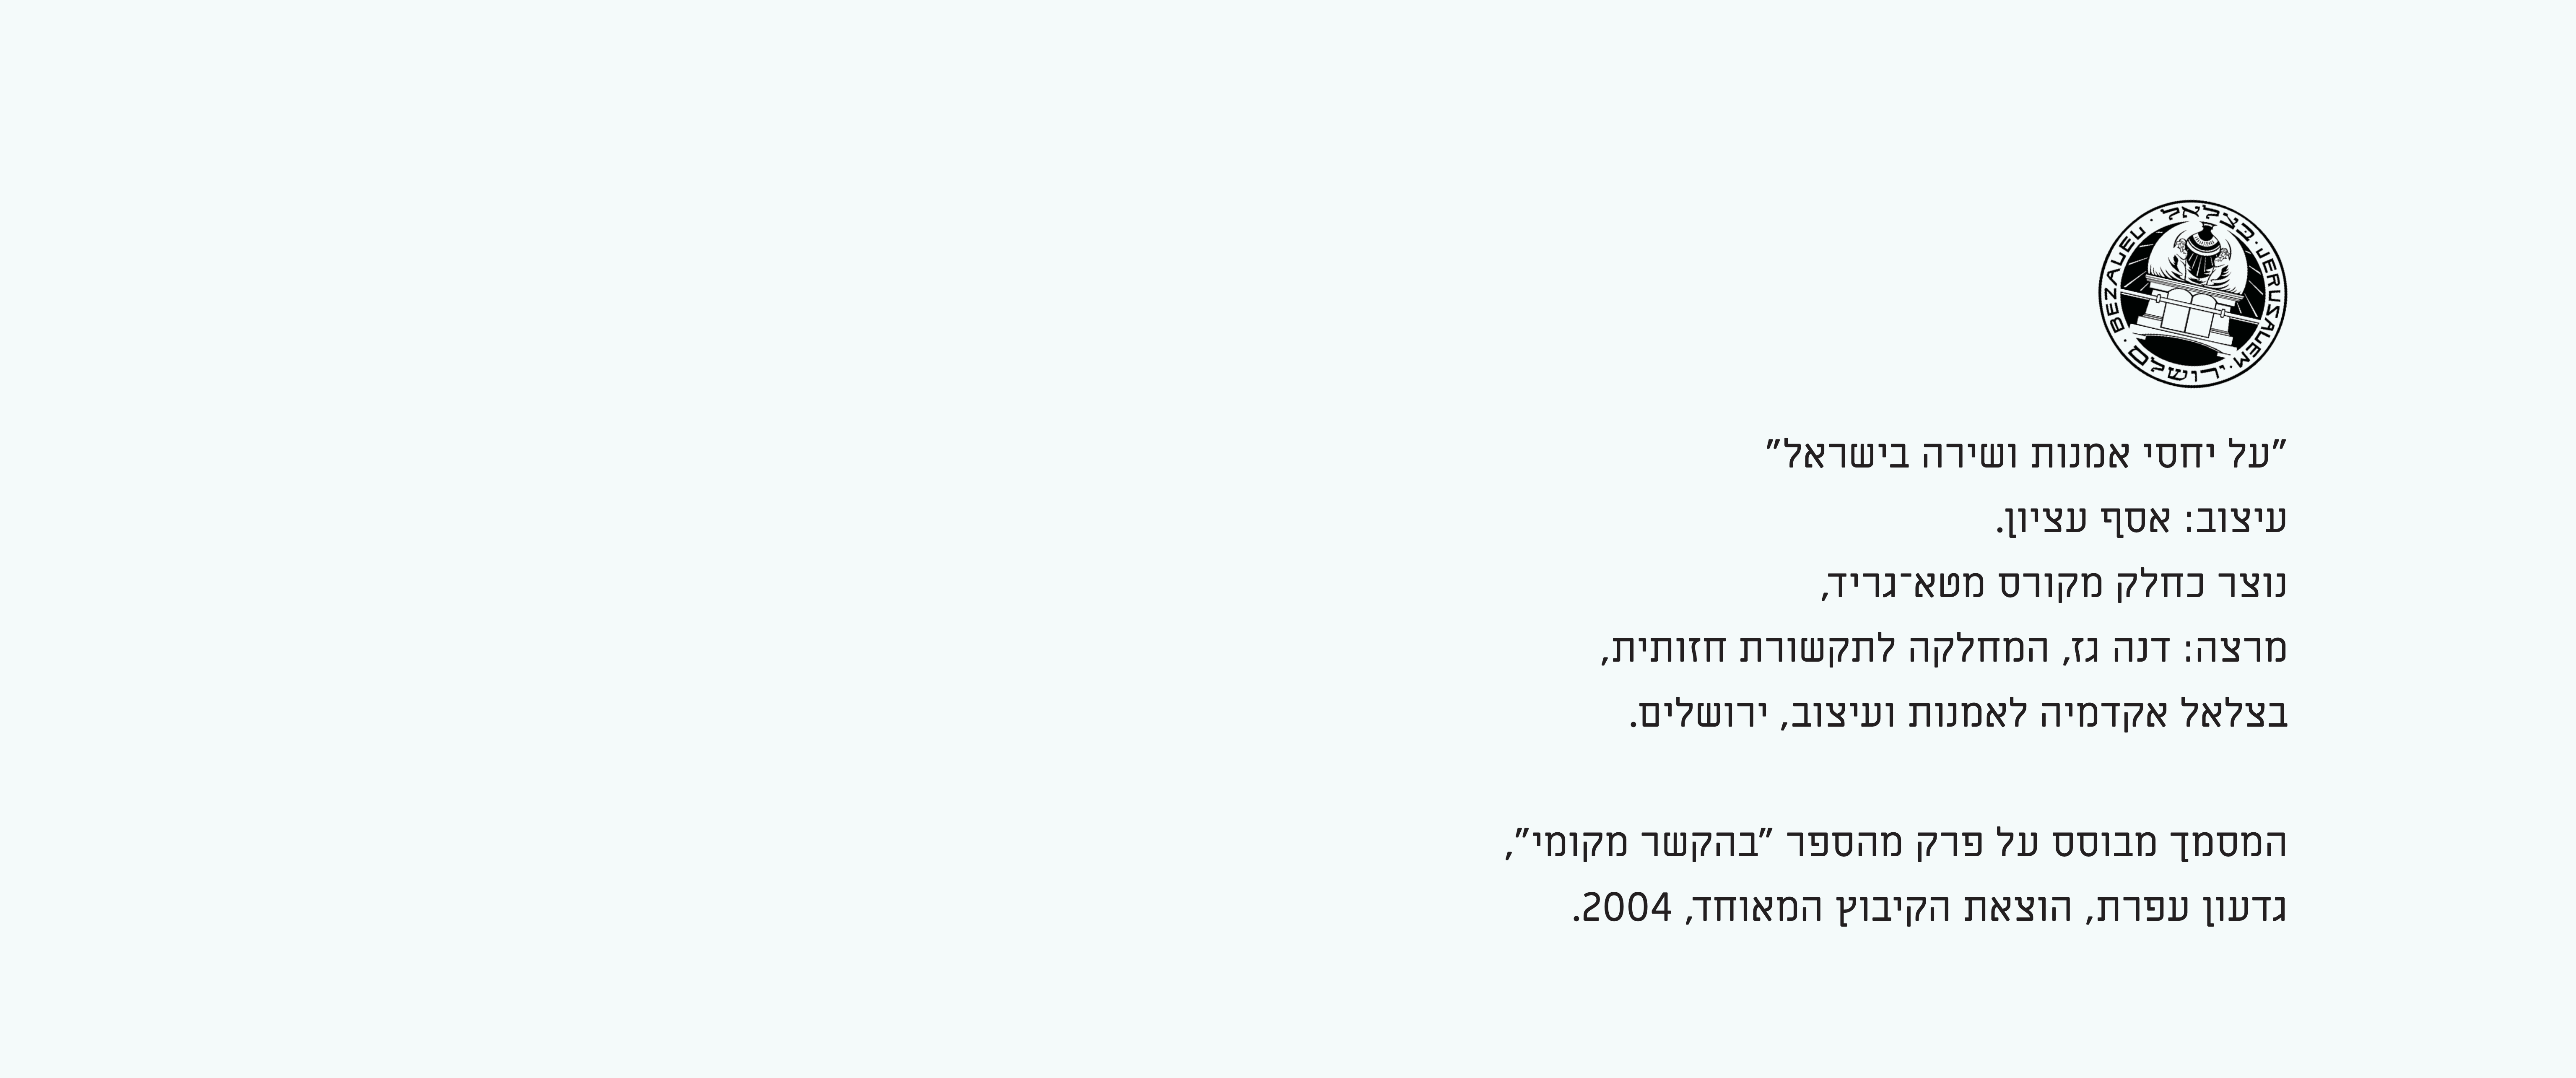 בצלאל · JERUSALEM · ירושלם · BEZALEL ·
"על יחסי אמנות ושירה בישראל"
עיצוב: אסף עציון.
נוצר כחלק מקורס מטא־גריד,
מרצה: דנה גז, המחלקה לתקשורת חזותית,
בצלאל אקדמיה לאמנות ועיצוב, ירושלים.
המסמך מבוסס על פרק מהספר "בהקשר מקומי",
גדעון עפרת, הוצאת הקיבוץ המאוחד, 2004.